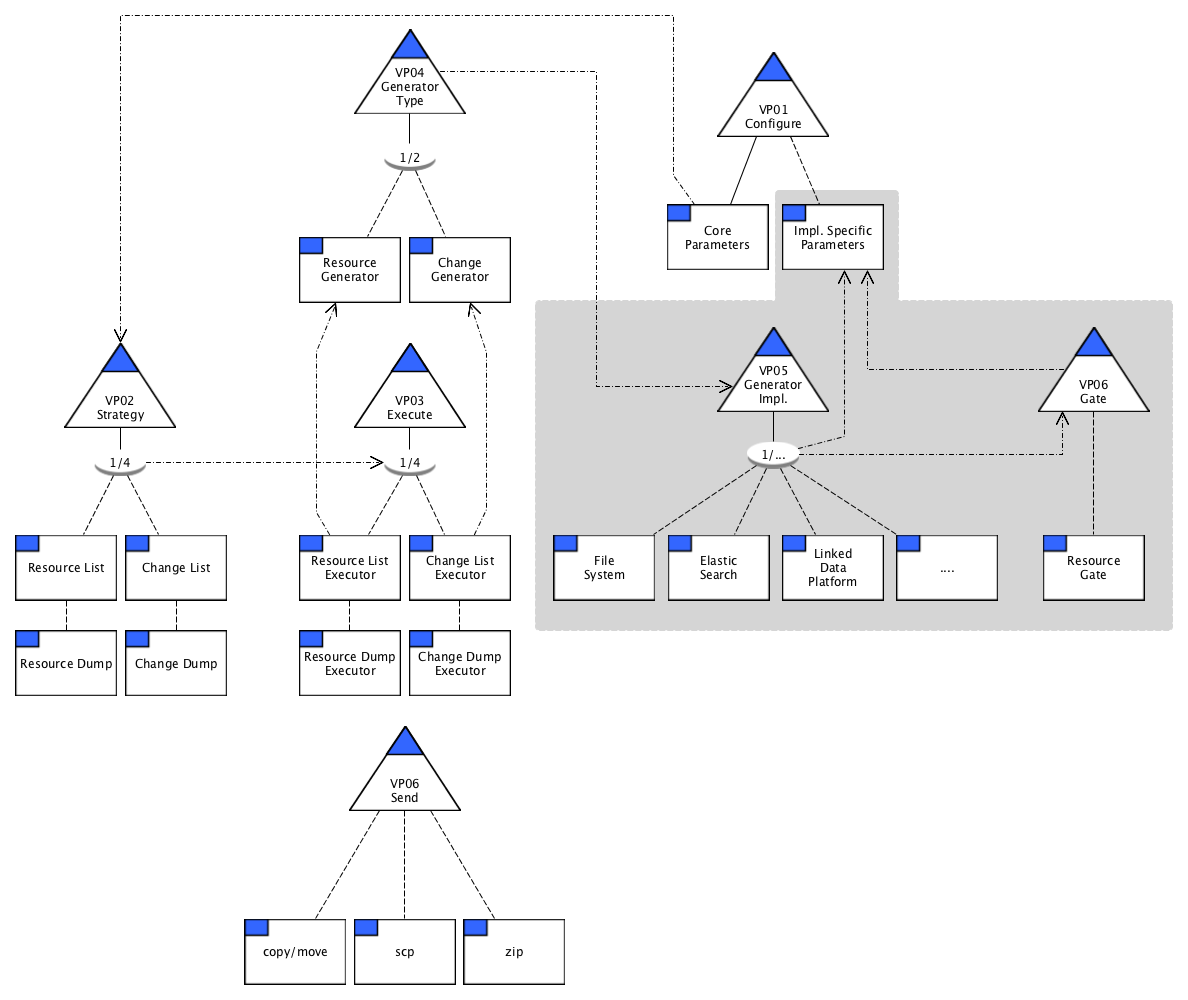 VP04
Generator
Type
VP01
Configure
1/2
Core
Parameters
Impl. Specific
Parameters
Resource
Generator
Change
Generator
VP02
Strategy
VP03
Execute
VP05
Generator
Impl.
VP06
Gate
1/4
1/4
1/...
Resource List
Change List
Resource List
Executor
Change List
Executor
File
System
Elastic
Search
Linked
Data
Platform
....
Resource
Gate
Resource Dump
Change Dump
Resource Dump
Executor
Change Dump
Executor
VP06
Send
copy/move
scp
zip